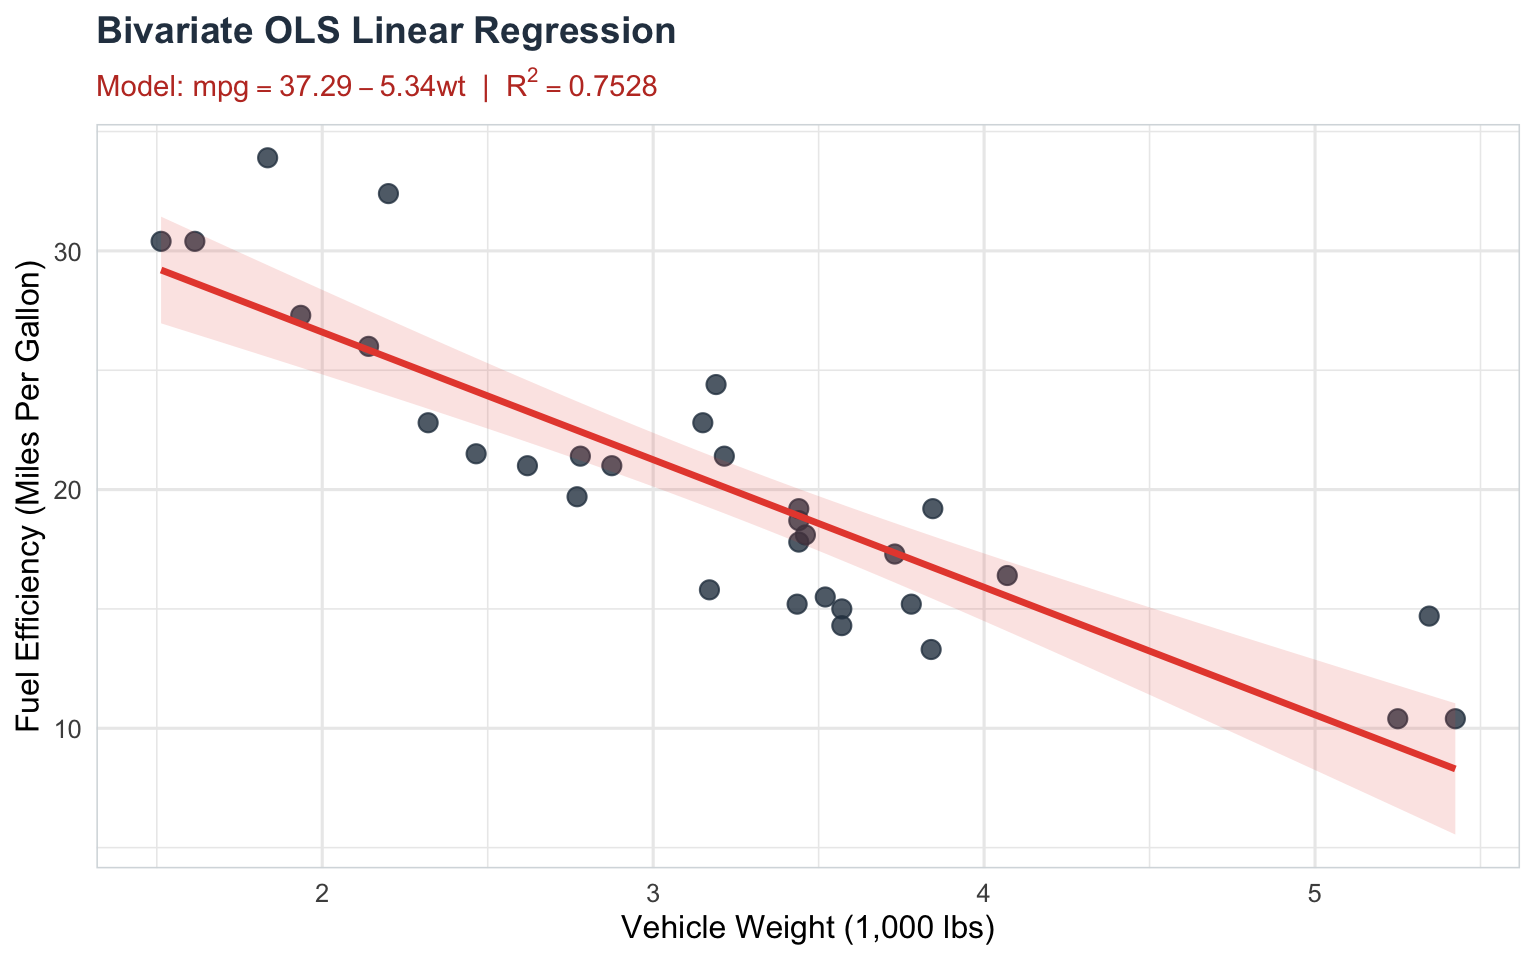 Bivariate OLS Linear Regression
Model: mpg = 37.29 – 5.34wt | R² = 0.7528
Fuel Efficiency (Miles Per Gallon)
30
20
10
2 3 4 5
Vehicle Weight (1,000 lbs)